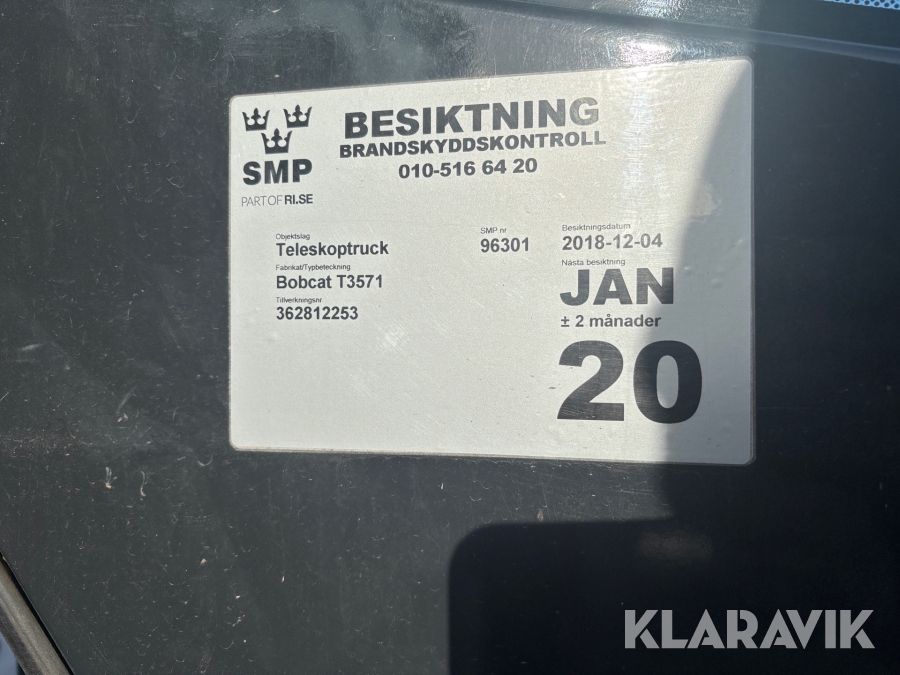 BESIKTNING
BRANDSKYDDSKONTROLL
010-516 64 20
SMP
PART OF RI.SE
Objektslag
Teleskoptruck
SMP nr
96301
Besiktningsdatum
2018-12-04
Fabrikat/Typbeteckning
Bobcat T3571
Nästa besiktning
JAN
± 2 månader
20
Tillverkningsnr
362812253
KLARAVIK